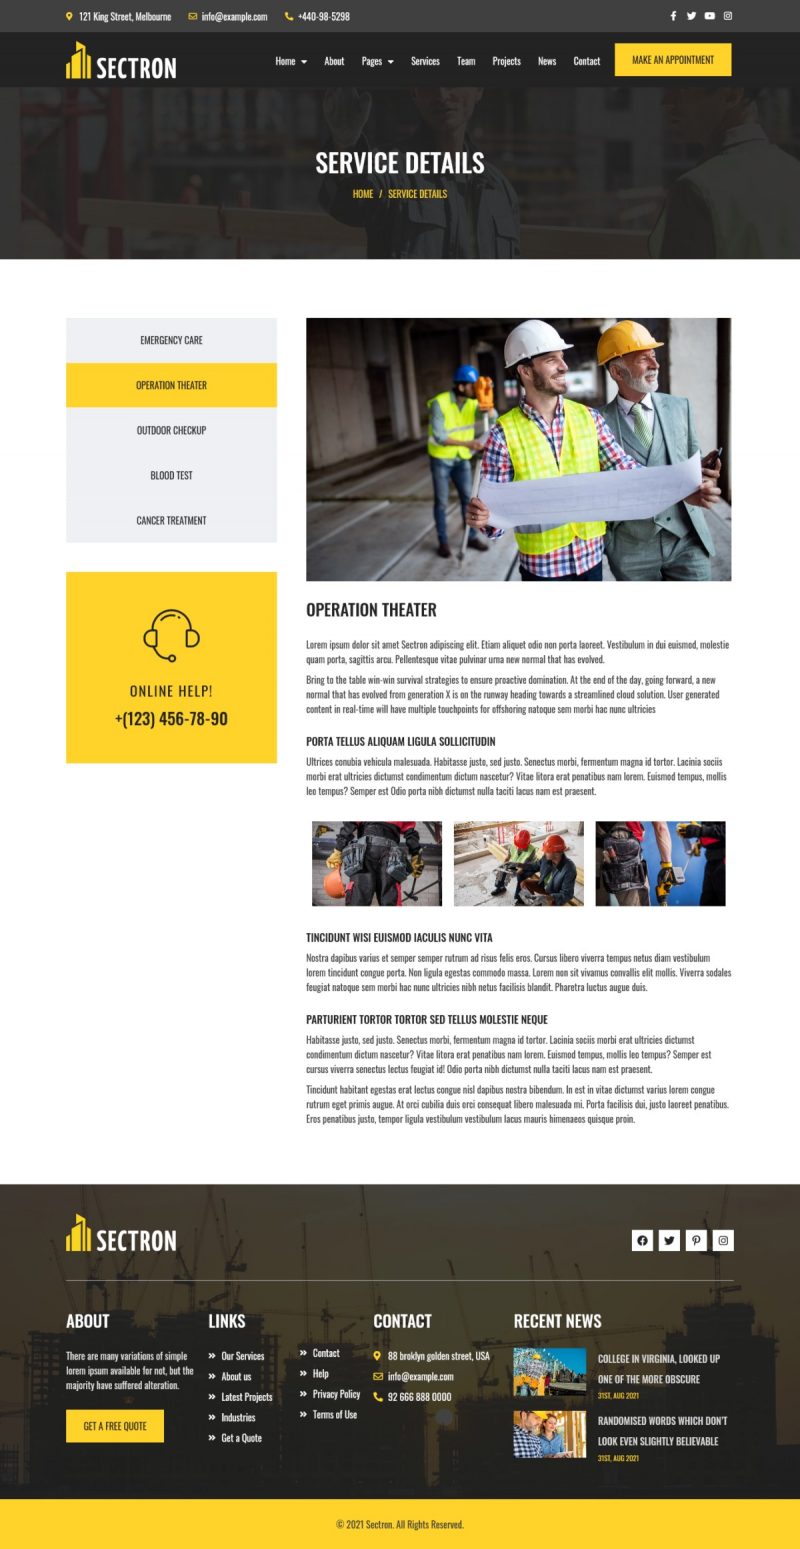 121 King Street, Melbourne
info@example.com
+440-98-5298
SECTRON
Home
About
Pages
Services
Team
Projects
News
Contact
MAKE AN APPOINTMENT
SERVICE DETAILS
HOME / SERVICE DETAILS
EMERGENCY CARE
OPERATION THEATER
OUTDOOR CHECKUP
BLOOD TEST
CANCER TREATMENT
ONLINE HELP!
+(123) 456-78-90
OPERATION THEATER
Lorem ipsum dolor sit amet Sectron adipiscing elit. Etiam aliquet odio non porta laoreet. Vestibulum in dui euismod, molestie
quam porta, sagittis arcu. Pellentesque vitae pulvinar urna new normal that has evolved.
Bring to the table win-win survival strategies to ensure proactive domination. At the end of the day, going forward, a new
normal that has evolved from generation X is on the runway heading towards a streamlined cloud solution. User generated
content in real-time will have multiple touchpoints for offshoring natoque sem morbi hac nunc ultricies
PORTA TELLUS ALIQUAM LIGULA SOLLICITUDIN
Ultrices conubia vehicula malesuada. Habitasse justo, sed justo. Senectus morbi, fermentum magna id tortor. Lacinia sociis
morbi erat ultricies dictumst condimentum dictum nascetur? Vitae litora erat penatibus nam lorem. Euismod tempus, mollis
leo tempus? Semper est Odio porta nibh dictumst nulla taciti lacus nam est praesent.
TINCIDUNT WISI EUISMOD IACULIS NUNC VITA
Nostra dapibus varius et semper semper rutrum ad risus felis eros. Cursus libero viverra tempus netus diam vestibulum
lorem tincidunt congue porta. Non ligula egestas commodo massa. Lorem non sit vivamus convallis elit mollis. Viverra sodales
feugiat natoque sem morbi hac nunc ultricies nibh netus facilisis blandit. Pharetra luctus augue duis.
PARTURIENT TORTOR TORTOR SED TELLUS MOLESTIE NEQUE
Habitasse justo, sed justo. Senectus morbi, fermentum magna id tortor. Lacinia sociis morbi erat ultricies dictumst
condimentum dictum nascetur? Vitae litora erat penatibus nam lorem. Euismod tempus, mollis leo tempus? Semper est
cursus viverra senectus lectus feugiat id! Odio porta nibh dictumst nulla taciti lacus nam est praesent.
Tincidunt habitant egestas erat lectus congue nisl dapibus nostra bibendum. In est in vitae dictumst varius lorem congue
rutrum eget primis augue. At orci cubilia duis orci consequat libero malesuada mi. Porta facilisis dui, justo laoreet penatibus.
Eros penatibus justo, tempor ligula vestibulum vestibulum lacus mauris himenaeos quisque proin.
SECTRON
ABOUT
There are many variations of simple
lorem ipsum available for not, but the
majority have suffered alteration.
GET A FREE QUOTE
LINKS
Our Services
About us
Latest Projects
Industries
Get a Quote
Contact
Help
Privacy Policy
Terms of Use
CONTACT
88 broklyn golden street, USA
info@example.com
92 666 888 0000
RECENT NEWS
COLLEGE IN VIRGINIA, LOOKED UP
ONE OF THE MORE OBSCURE
31ST, AUG 2021
RANDOMISED WORDS WHICH DON'T
LOOK EVEN SLIGHTLY BELIEVABLE
31ST, AUG 2021
© 2021 Sectron. All Rights Reserved.